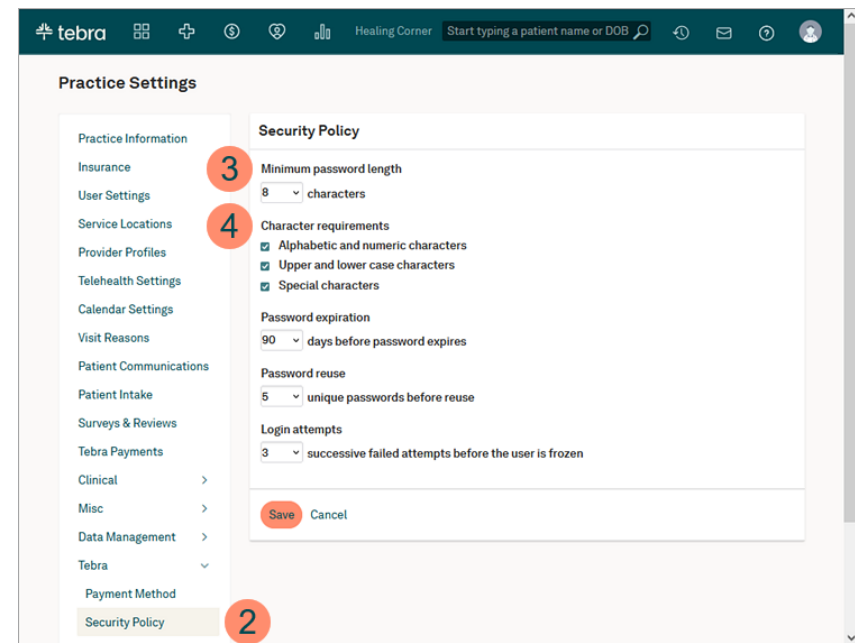 tebra
Healing Corner
Start typing a patient name or DOB
Practice Settings
Practice Information
Insurance
User Settings
Service Locations
Provider Profiles
Telehealth Settings
Calendar Settings
Visit Reasons
Patient Communications
Patient Intake
Surveys & Reviews
Tebra Payments
Clinical
Misc
Data Management
Tebra
Payment Method
Security Policy
2
Security Policy
3
Minimum password length
8 characters
4
Character requirements
Alphabetic and numeric characters
Upper and lower case characters
Special characters
Password expiration
90 days before password expires
Password reuse
5 unique passwords before reuse
Login attempts
3 successive failed attempts before the user is frozen
Save Cancel